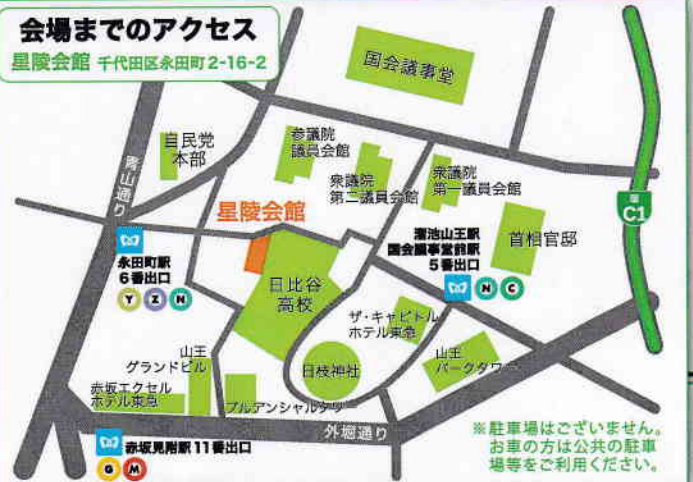 会場までのアクセス
星陵会館 千代田区永田町2-16-2
国会議事堂
自民党
本部
参議院
議員会館
衆議院
第二議員会館
衆議院
第一議員会館
青山通り
星陵会館
C1
永田町駅
6番出口
Y Z N
溜池山王駅
国会議事堂前駅
5番出口
N C
首相官邸
日比谷
高校
ザ・キャピトル
ホテル東急
山王
グランドビル
日枝神社
山王
パークタワー
赤坂エクセル
ホテル東急
プルデンシャルタワー
外堀通り
赤坂見附駅11番出口
G M
※駐車場はございません。
お車の方は公共の駐車
場等をご利用ください。